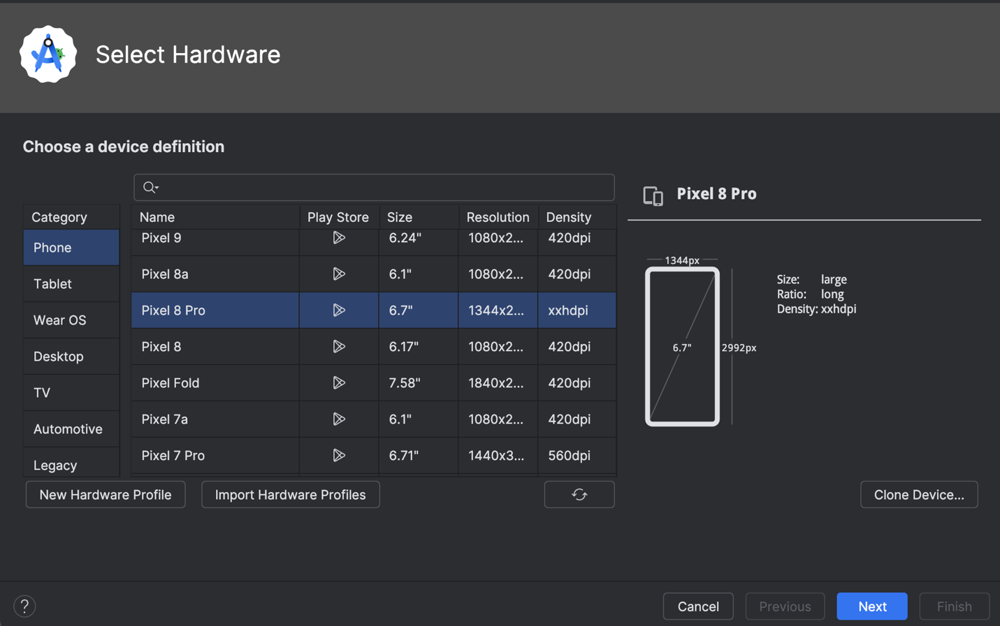 Select Hardware
Choose a device definition
Category
Phone
Tablet
Wear OS
Desktop
TV
Automotive
Legacy
Name Play Store Size Resolution Density
Pixel 9 6.24" 1080x2... 420dpi
Pixel 8a 6.1" 1080x2... 420dpi
Pixel 8 Pro 6.7" 1344x2... xxhdpi
Pixel 8 6.17" 1080x2... 420dpi
Pixel Fold 7.58" 1840x2... 420dpi
Pixel 7a 6.1" 1080x2... 420dpi
Pixel 7 Pro 6.71" 1440x3... 560dpi
Pixel 8 Pro
1344px
6.7"
2992px
Size: large
Ratio: long
Density: xxhdpi
New Hardware Profile Import Hardware Profiles Clone Device...
? Cancel Previous Next Finish